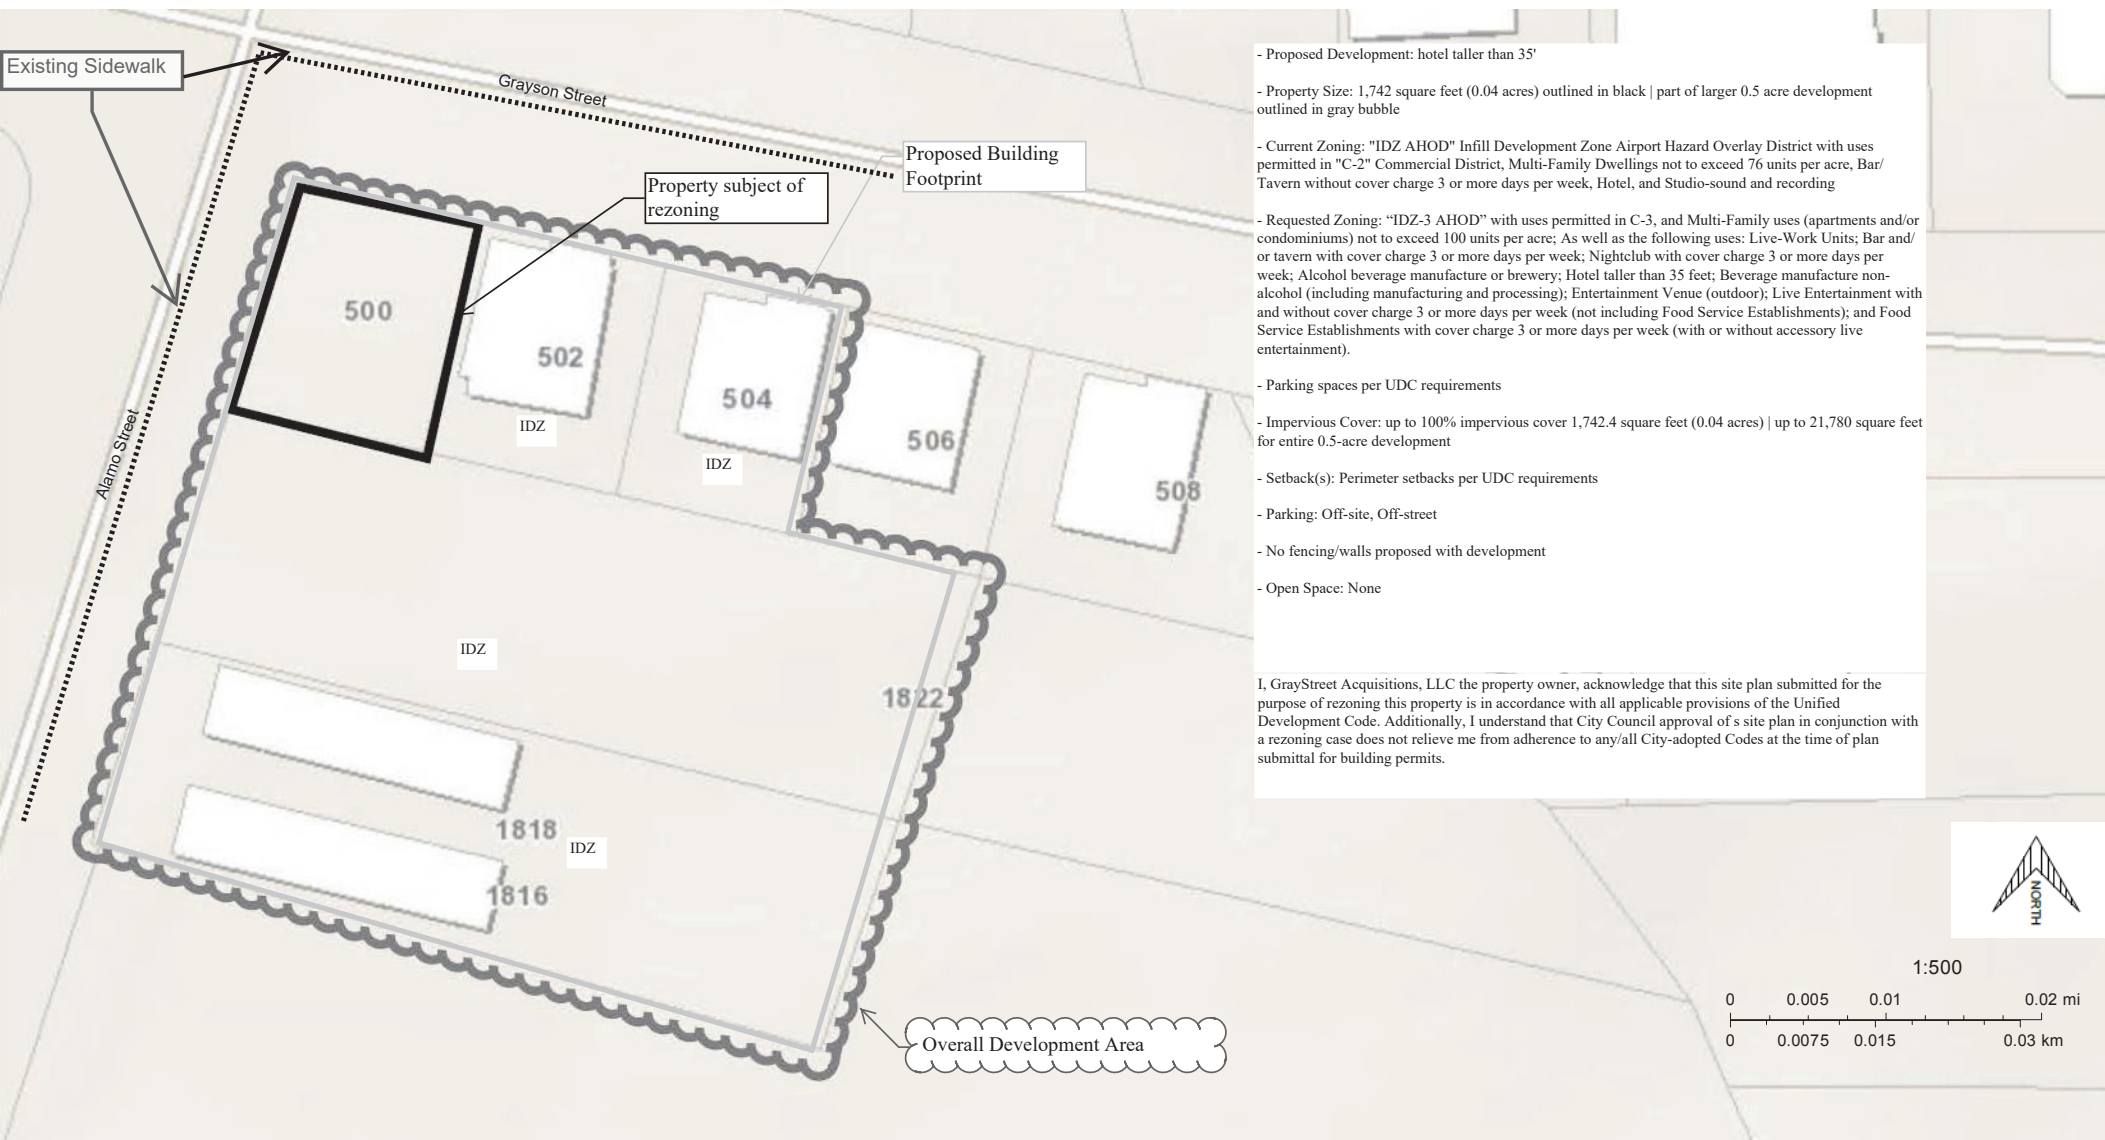 Existing Sidewalk
Grayson Street
Proposed Building
Footprint
Property subject of
rezoning
500
502
IDZ
504
IDZ
506
508
Alamo Street
IDZ
1822
1818
IDZ
1816
Overall Development Area
- Proposed Development: hotel taller than 35'
- Property Size: 1,742 square feet (0.04 acres) outlined in black | part of larger 0.5 acre development
outlined in gray bubble
- Current Zoning: "IDZ AHOD" Infill Development Zone Airport Hazard Overlay District with uses
permitted in "C-2" Commercial District, Multi-Family Dwellings not to exceed 76 units per acre, Bar/
Tavern without cover charge 3 or more days per week, Hotel, and Studio-sound and recording
- Requested Zoning: “IDZ-3 AHOD” with uses permitted in C-3, and Multi-Family uses (apartments and/or
condominiums) not to exceed 100 units per acre; As well as the following uses: Live-Work Units; Bar and/
or tavern with cover charge 3 or more days per week; Nightclub with cover charge 3 or more days per
week; Alcohol beverage manufacture or brewery; Hotel taller than 35 feet; Beverage manufacture non-
alcohol (including manufacturing and processing); Entertainment Venue (outdoor); Live Entertainment with
and without cover charge 3 or more days per week (not including Food Service Establishments); and Food
Service Establishments with cover charge 3 or more days per week (with or without accessory live
entertainment).
- Parking spaces per UDC requirements
- Impervious Cover: up to 100% impervious cover 1,742.4 square feet (0.04 acres) | up to 21,780 square feet
for entire 0.5-acre development
- Setback(s): Perimeter setbacks per UDC requirements
- Parking: Off-site, Off-street
- No fencing/walls proposed with development
- Open Space: None
I, GrayStreet Acquisitions, LLC the property owner, acknowledge that this site plan submitted for the
purpose of rezoning this property is in accordance with all applicable provisions of the Unified
Development Code. Additionally, I understand that City Council approval of s site plan in conjunction with
a rezoning case does not relieve me from adherence to any/all City-adopted Codes at the time of plan
submittal for building permits.
NORTH
1:500
0 0.005 0.01 0.02 mi
0 0.0075 0.015 0.03 km